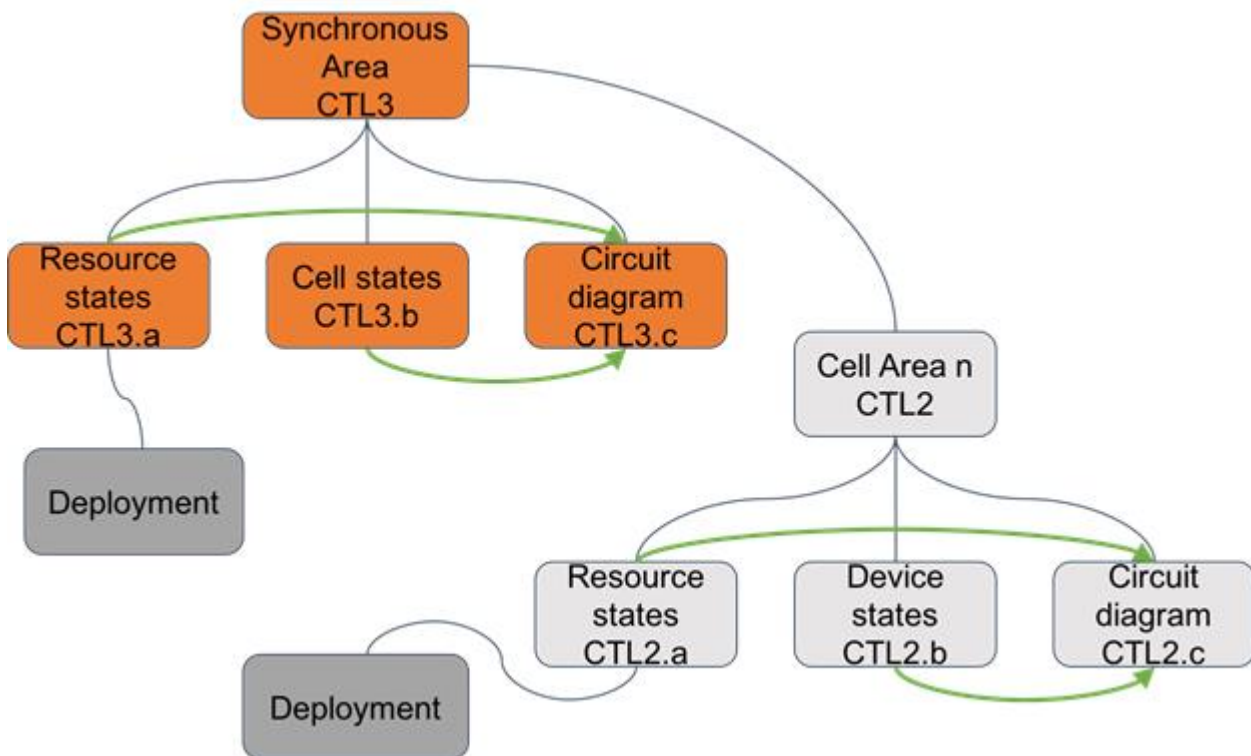 Synchronous
Area
CTL3
Resource
states
CTL3.a
Cell states
CTL3.b
Circuit
diagram
CTL3.c
Cell Area n
CTL2
Deployment
Resource
states
CTL2.a
Device
states
CTL2.b
Circuit
diagram
CTL2.c
Deployment